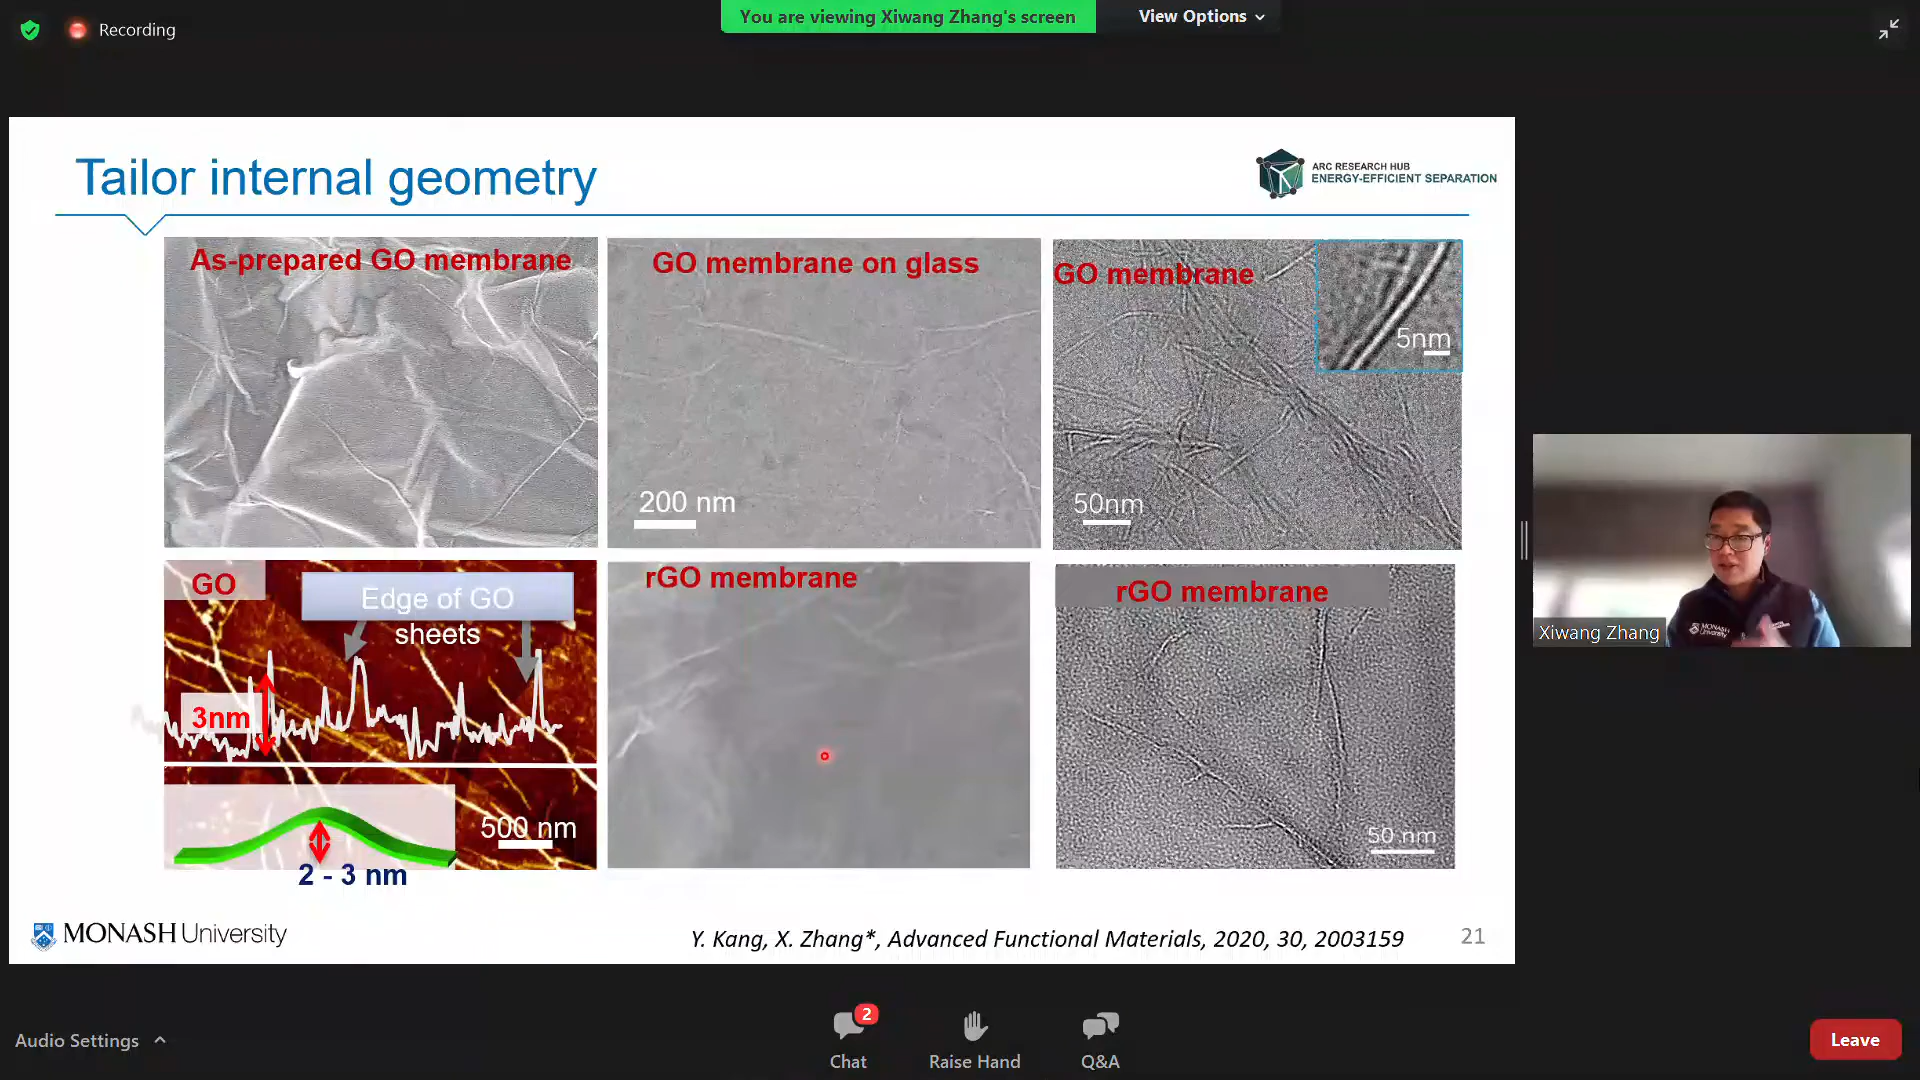 Recording
You are viewing Xiwang Zhang's screen
View Options
Tailor internal geometry
ARC RESEARCH HUB
ENERGY-EFFICIENT SEPARATION
As-prepared GO membrane
GO membrane on glass
200 nm
GO membrane
5nm
50nm
GO
Edge of GO
sheets
3nm
500 nm
2 - 3 nm
rGO membrane
rGO membrane
50 nm
MONASH University
Y. Kang, X. Zhang*, Advanced Functional Materials, 2020, 30, 2003159
21
MONASH
University
Xiwang Zhang
Audio Settings
2
Chat
Raise Hand
Q&A
Leave